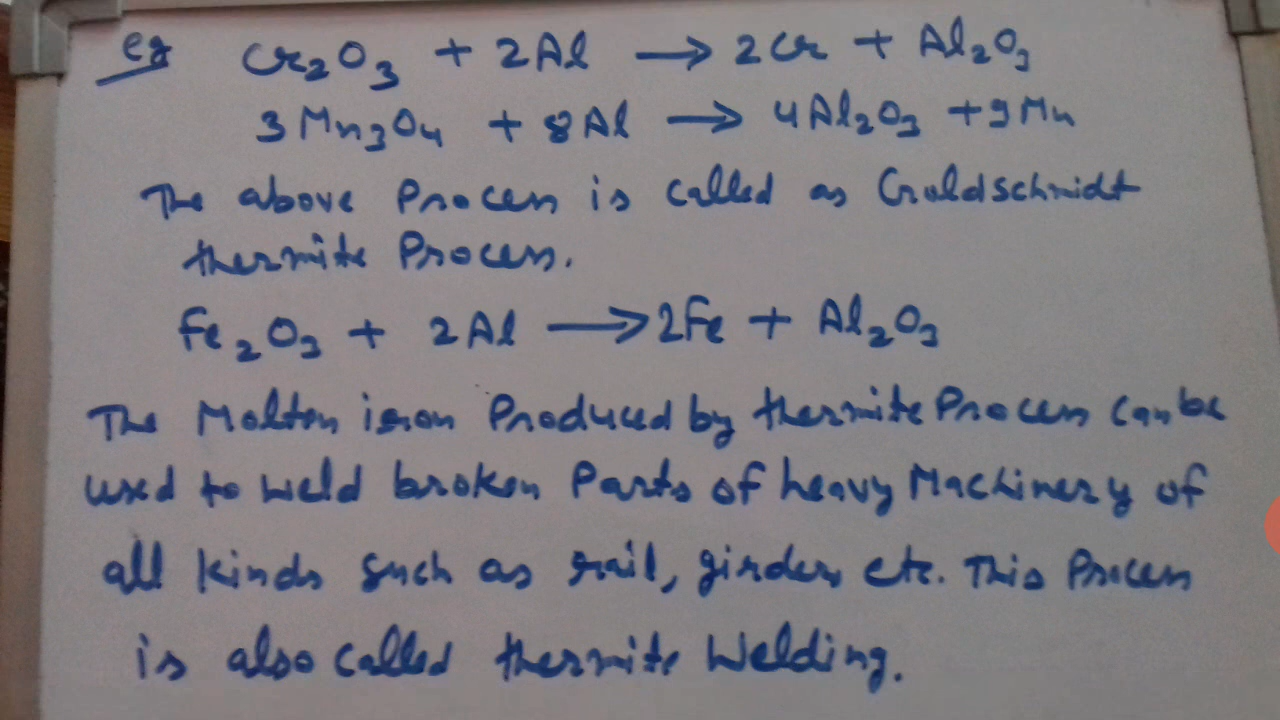 eg Cr₂O₃ + 2Al → 2Cr + Al₂O₃
3Mn₃O₄ + 8Al → 4Al₂O₃ + 9Mn
The above Process is called as Goldschmidt
thermite Process.
Fe₂O₃ + 2Al → 2Fe + Al₂O₃
The Molten iron Produced by thermite Process can be
used to weld broken Parts of heavy Machinery of
all kinds such as rail, girders etc. This Process
is also called thermite Welding.